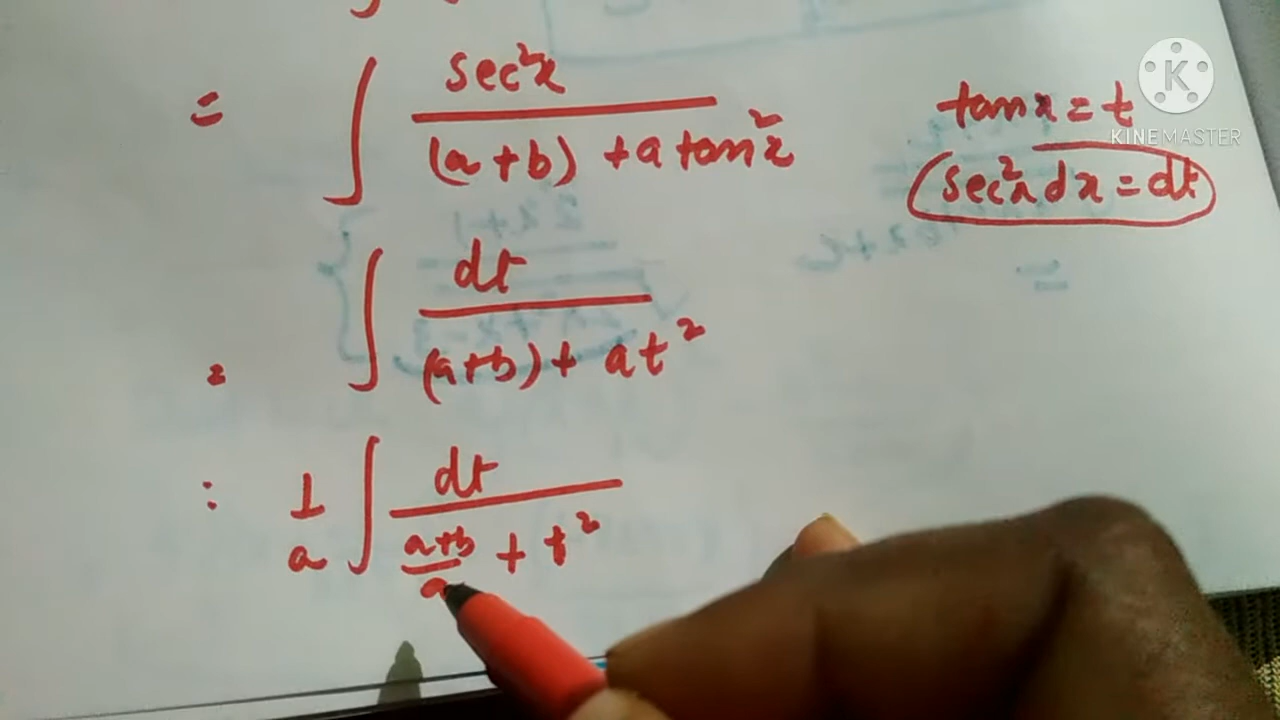 = ∫ sec²x / (a+b) + a tan²x
tan x = t
sec²x dx = dt
= ∫ dt / (a+b) + at²
: 1/a ∫ dt / a+b/a + t²
K
KINEMASTER